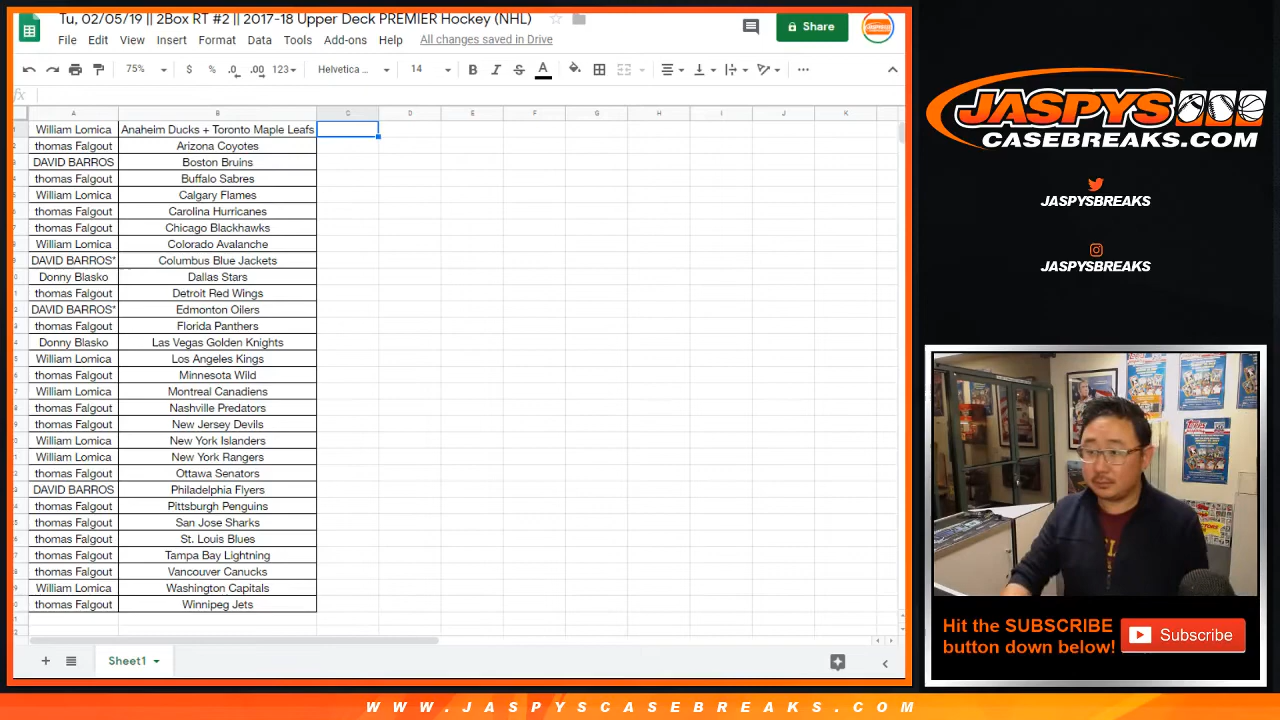 Tu, 02/05/19 || 2Box RT #2 || 2017-18 Upper Deck PREMIER Hockey (NHL)
Share
File Edit View Insert Format Data Tools Add-ons Help All changes saved in Drive
75% $ % .0 .00 123 Helvetica ... 14 B I S A
fx
A B C D E F G H I J K
William Lomica Anaheim Ducks + Toronto Maple Leafs
thomas Falgout Arizona Coyotes
DAVID BARROS Boston Bruins
thomas Falgout Buffalo Sabres
William Lomica Calgary Flames
thomas Falgout Carolina Hurricanes
thomas Falgout Chicago Blackhawks
William Lomica Colorado Avalanche
DAVID BARROS* Columbus Blue Jackets
Donny Blasko Dallas Stars
thomas Falgout Detroit Red Wings
DAVID BARROS* Edmonton Oilers
thomas Falgout Florida Panthers
Donny Blasko Las Vegas Golden Knights
William Lomica Los Angeles Kings
thomas Falgout Minnesota Wild
William Lomica Montreal Canadiens
thomas Falgout Nashville Predators
thomas Falgout New Jersey Devils
William Lomica New York Islanders
William Lomica New York Rangers
thomas Falgout Ottawa Senators
DAVID BARROS Philadelphia Flyers
thomas Falgout Pittsburgh Penguins
thomas Falgout San Jose Sharks
thomas Falgout St. Louis Blues
thomas Falgout Tampa Bay Lightning
thomas Falgout Vancouver Canucks
William Lomica Washington Capitals
thomas Falgout Winnipeg Jets
Sheet1
JASPYS
CASEBREAKS.COM
JASPYSBREAKS
JASPYSBREAKS
Topps
Hit the SUBSCRIBE
button down below!
Subscribe
WWW.JASPYSCASEBREAKS.COM